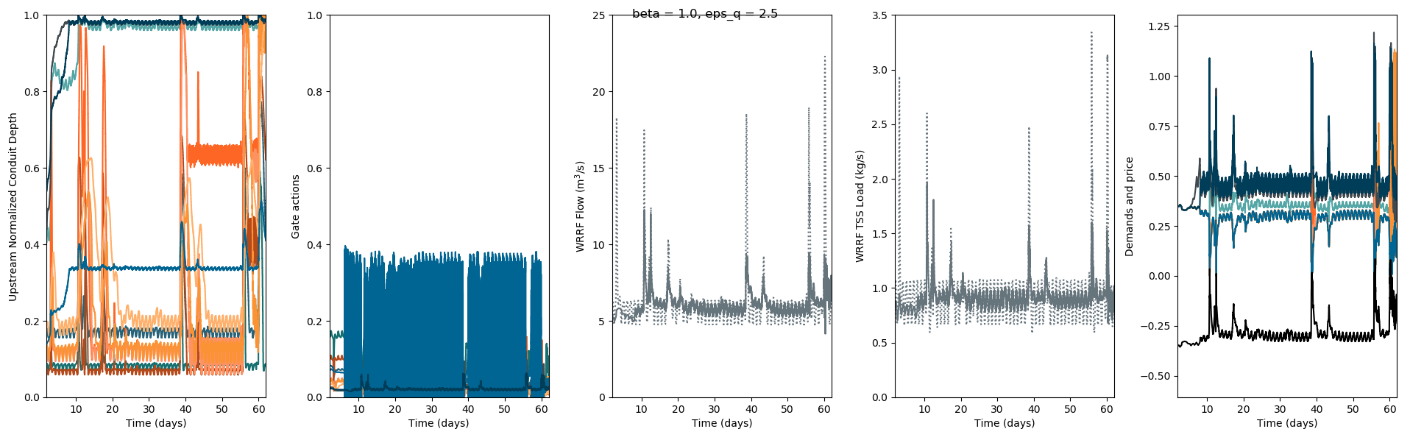 beta = 1.0, eps_q = 2.5
Upstream Normalized Conduit Depth
1.0
0.8
0.6
0.4
0.2
0.0
10 20 30 40 50 60
Time (days)
Gate actions
1.0
0.8
0.6
0.4
0.2
0.0
10 20 30 40 50 60
Time (days)
WRRF Flow (m³/s)
25
20
15
10
5
0
10 20 30 40 50 60
Time (days)
WRRF TSS Load (kg/s)
3.5
3.0
2.5
2.0
1.5
1.0
0.5
0.0
10 20 30 40 50 60
Time (days)
Demands and price
1.25
1.00
0.75
0.50
0.25
0.00
−0.25
−0.50
10 20 30 40 50 60
Time (days)